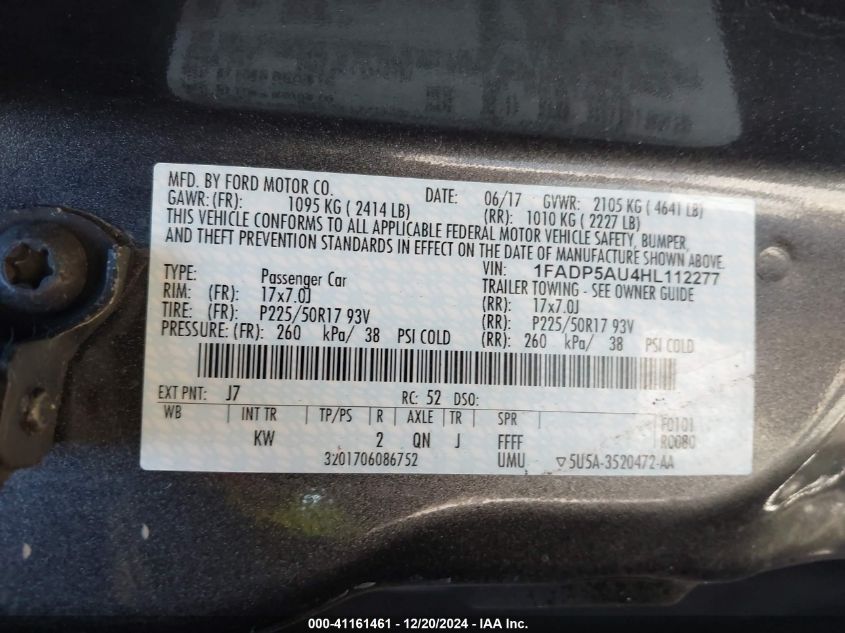 MFD. BY FORD MOTOR CO. DATE: 06/17 GVWR: 2105 KG ( 4641 LB)
GAWR: (FR): 1095 KG ( 2414 LB) (RR): 1010 KG ( 2227 LB)
THIS VEHICLE CONFORMS TO ALL APPLICABLE FEDERAL MOTOR VEHICLE SAFETY, BUMPER,
AND THEFT PREVENTION STANDARDS IN EFFECT ON THE DATE OF MANUFACTURE SHOWN ABOVE.
VIN: 1FADP5AU4HL112277
TYPE: Passenger Car TRAILER TOWING - SEE OWNER GUIDE
RIM: (FR): 17x7.0J (RR): 17x7.0J
TIRE: (FR): P225/50R17 93V (RR): P225/50R17 93V
PRESSURE: (FR): 260 kPa/ 38 PSI COLD (RR): 260 kPa/ 38 PSI COLD
EXT PNT: J7 RC: 52 DSO:
WB INT TR TP/PS R AXLE TR SPR F0101
KW 2 QN J FFFF R0080
3201706086752 UMU ▽5U5A-3520472-AA
000-41161461 - 12/20/2024 - IAA Inc.